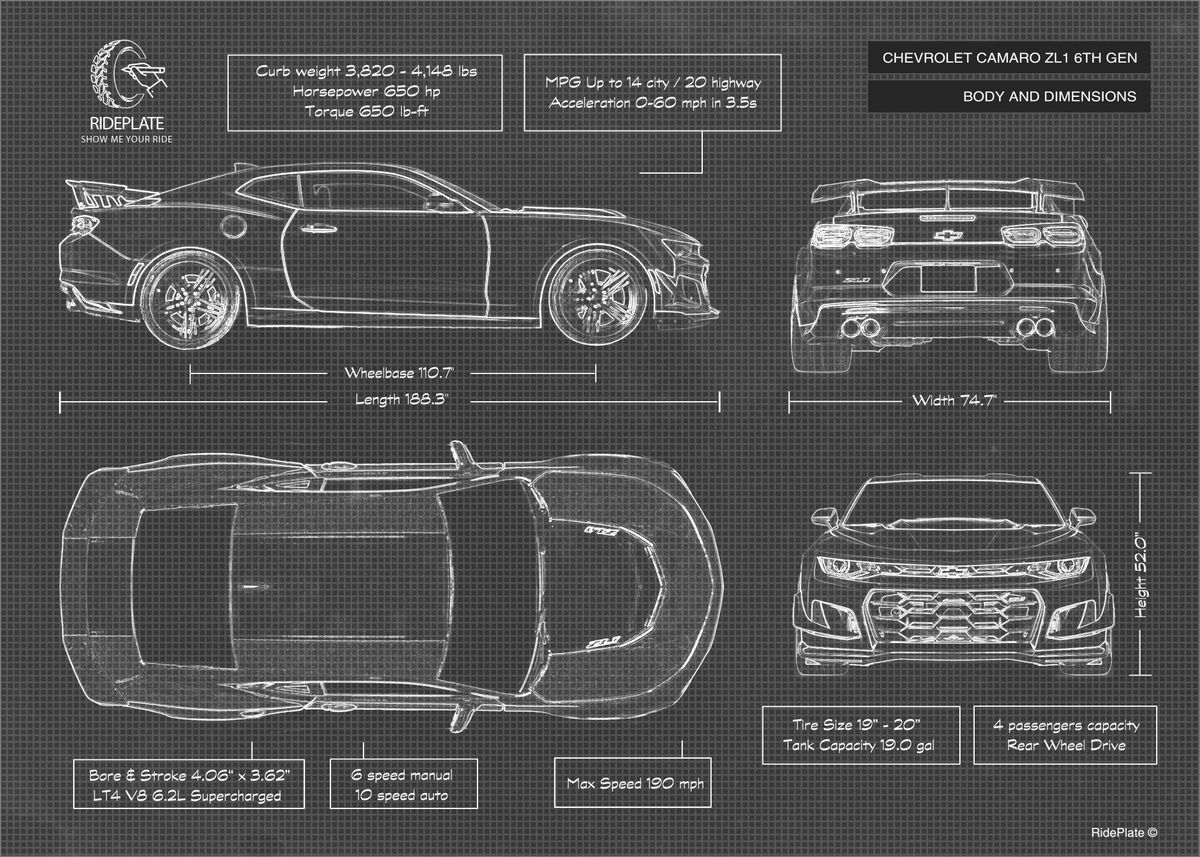 RIDEPLATE
SHOW ME YOUR RIDE
Curb weight 3,820 - 4,148 lbs
Horsepower 650 hp
Torque 650 lb-ft
MPG Up to 14 city / 20 highway
Acceleration 0-60 mph in 3.5s
CHEVROLET CAMARO ZL1 6TH GEN
BODY AND DIMENSIONS
ZL1
Wheelbase 110.7"
Length 188.3"
Width 74.7"
ZL1
ZL1
Height 52.0"
Tire Size 19" - 20"
Tank Capacity 19.0 gal
4 passengers capacity
Rear Wheel Drive
Bore & Stroke 4.06" x 3.62"
LT4 V8 6.2L Supercharged
6 speed manual
10 speed auto
Max Speed 190 mph
RidePlate ©